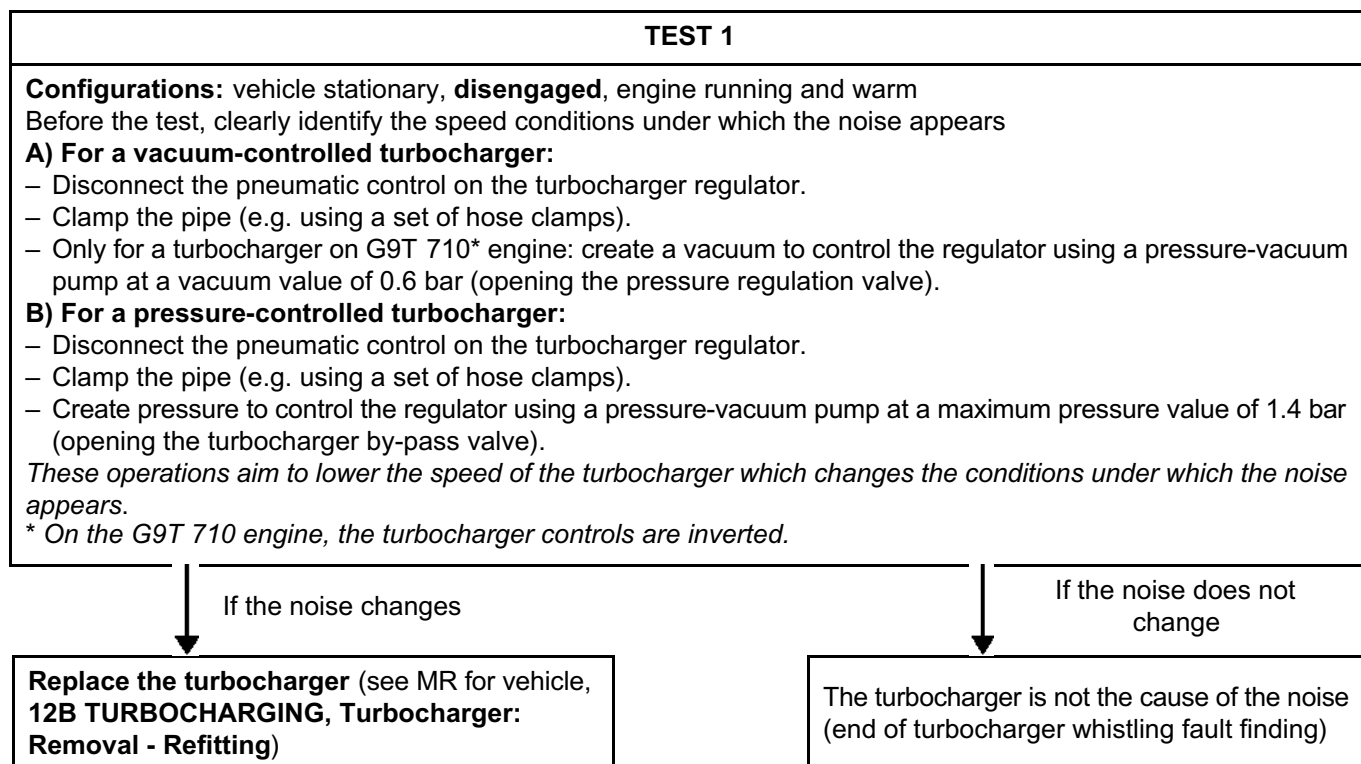 TEST 1
Configurations: vehicle stationary, disengaged, engine running and warm
Before the test, clearly identify the speed conditions under which the noise appears
A) For a vacuum-controlled turbocharger:
– Disconnect the pneumatic control on the turbocharger regulator.
– Clamp the pipe (e.g. using a set of hose clamps).
– Only for a turbocharger on G9T 710* engine: create a vacuum to control the regulator using a pressure-vacuum
pump at a vacuum value of 0.6 bar (opening the pressure regulation valve).
B) For a pressure-controlled turbocharger:
– Disconnect the pneumatic control on the turbocharger regulator.
– Clamp the pipe (e.g. using a set of hose clamps).
– Create pressure to control the regulator using a pressure-vacuum pump at a maximum pressure value of 1.4 bar
(opening the turbocharger by-pass valve).
These operations aim to lower the speed of the turbocharger which changes the conditions under which the noise
appears.
* On the G9T 710 engine, the turbocharger controls are inverted.
If the noise changes
If the noise does not
change
Replace the turbocharger (see MR for vehicle,
12B TURBOCHARGING, Turbocharger:
Removal - Refitting)
The turbocharger is not the cause of the noise
(end of turbocharger whistling fault finding)